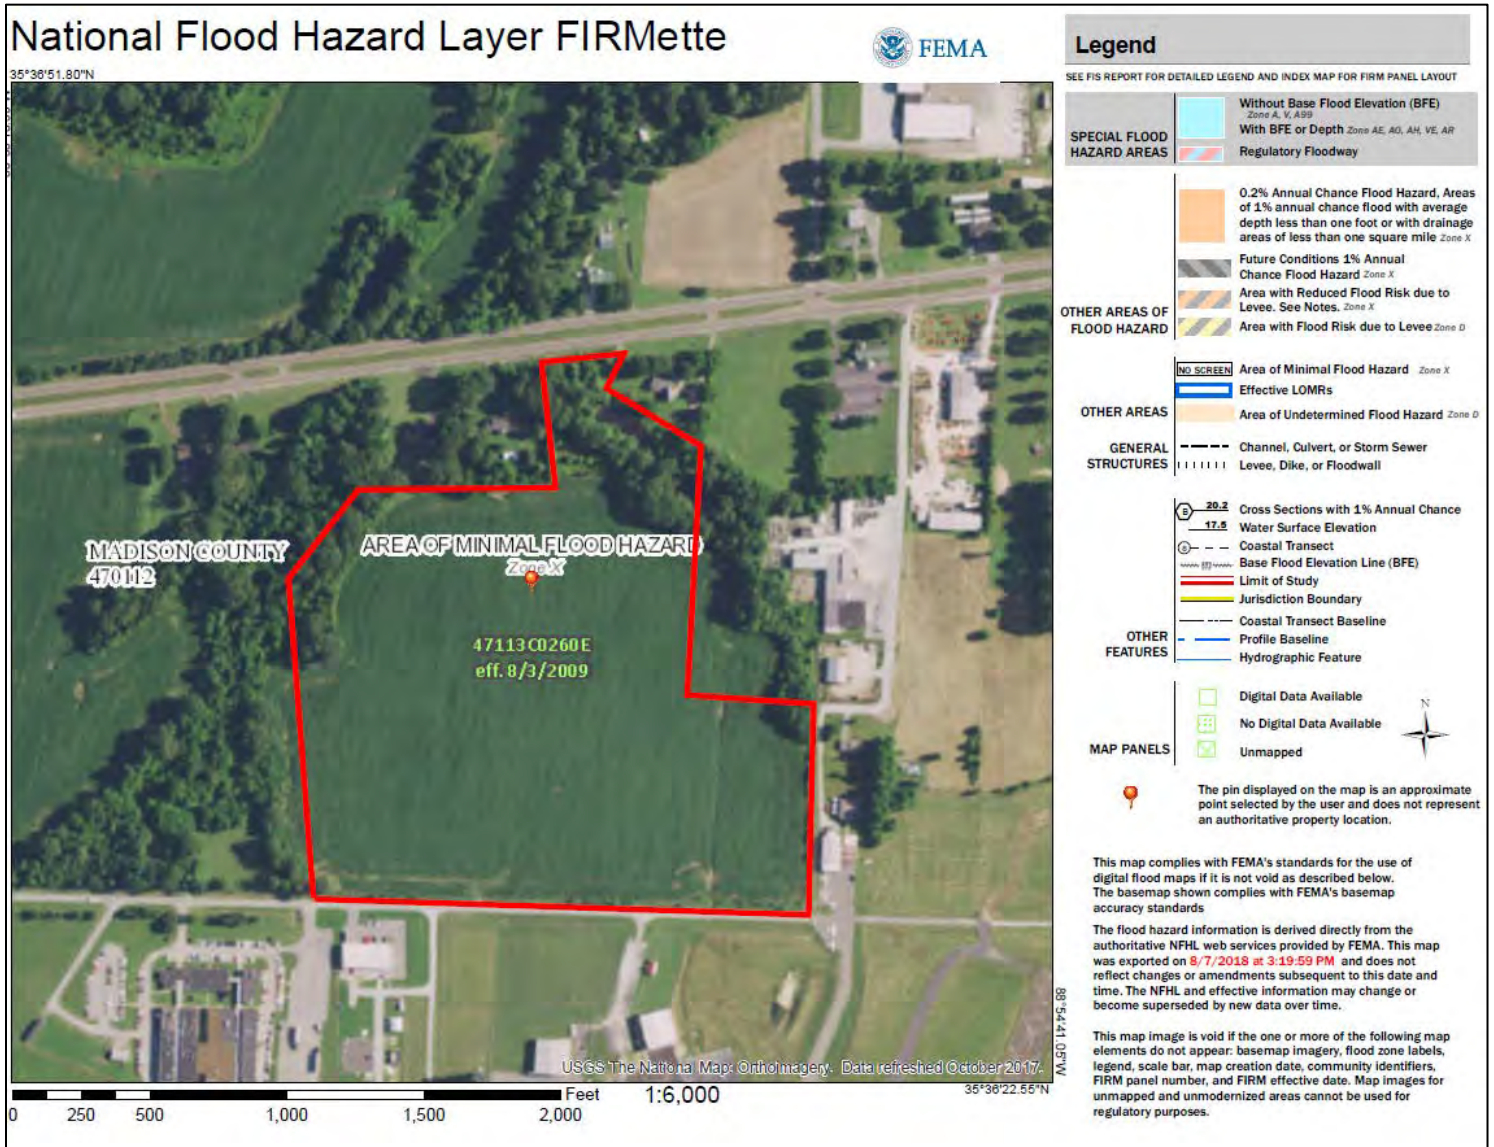 National Flood Hazard Layer FIRMette
FEMA
35°36'51.80"N
MADISON COUNTY
470112
AREA OF MINIMAL FLOOD HAZARD
Zone X
47113C0260E
eff. 8/3/2009
USGS The National Map: Orthoimagery. Data refreshed October 2017.
88°54'41.05"W
35°36'22.55"N
Feet
1:6,000
0
250
500
1,000
1,500
2,000
Legend
SEE FIS REPORT FOR DETAILED LEGEND AND INDEX MAP FOR FIRM PANEL LAYOUT
SPECIAL FLOOD
HAZARD AREAS
Without Base Flood Elevation (BFE)
Zone A, V, A99
With BFE or Depth Zone AE, AO, AH, VE, AR
Regulatory Floodway
OTHER AREAS OF
FLOOD HAZARD
0.2% Annual Chance Flood Hazard, Areas
of 1% annual chance flood with average
depth less than one foot or with drainage
areas of less than one square mile Zone X
Future Conditions 1% Annual
Chance Flood Hazard Zone X
Area with Reduced Flood Risk due to
Levee. See Notes. Zone X
Area with Flood Risk due to Levee Zone D
OTHER AREAS
NO SCREEN Area of Minimal Flood Hazard Zone X
Effective LOMRs
Area of Undetermined Flood Hazard Zone D
GENERAL
STRUCTURES
Channel, Culvert, or Storm Sewer
Levee, Dike, or Floodwall
OTHER
FEATURES
B 20.2 Cross Sections with 1% Annual Chance
17.5 Water Surface Elevation
8 Coastal Transect
Base Flood Elevation Line (BFE)
Limit of Study
Jurisdiction Boundary
Coastal Transect Baseline
Profile Baseline
Hydrographic Feature
MAP PANELS
Digital Data Available
No Digital Data Available
Unmapped
N
The pin displayed on the map is an approximate
point selected by the user and does not represent
an authoritative property location.
This map complies with FEMA's standards for the use of
digital flood maps if it is not void as described below.
The basemap shown complies with FEMA's basemap
accuracy standards
The flood hazard information is derived directly from the
authoritative NFHL web services provided by FEMA. This map
was exported on 8/7/2018 at 3:19:59 PM and does not
reflect changes or amendments subsequent to this date and
time. The NFHL and effective information may change or
become superseded by new data over time.
This map image is void if the one or more of the following map
elements do not appear: basemap imagery, flood zone labels,
legend, scale bar, map creation date, community identifiers,
FIRM panel number, and FIRM effective date. Map images for
unmapped and unmodernized areas cannot be used for
regulatory purposes.